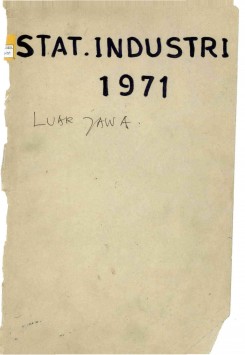 STAT. INDUSTRI
1971
LUAR JAWA.